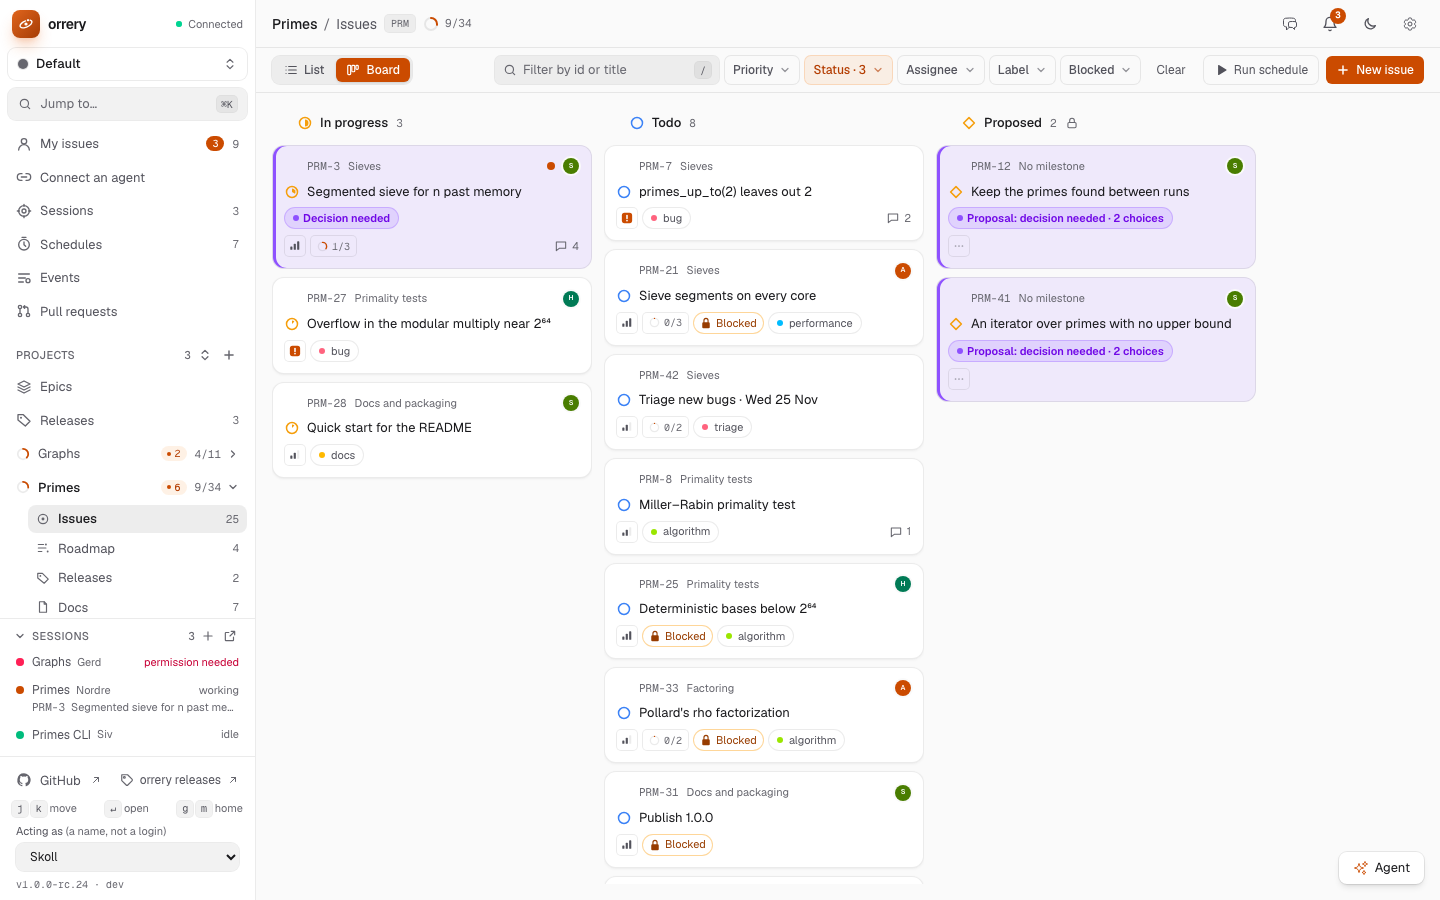 orrery
Connected
Default
Jump to…
⌘K
My issues 3 9
Connect an agent
Sessions 3
Schedules 7
Events
Pull requests
PROJECTS 3
Epics
Releases 3
Graphs 2 4/11
Primes 6 9/34
Issues 25
Roadmap 4
Releases 2
Docs 7
SESSIONS 3
Graphs Gerd permission needed
Primes Nordre working
PRM-3 Segmented sieve for n past me…
Primes CLI Siv idle
GitHub
orrery releases
j k move ↵ open g m home
Acting as (a name, not a login)
Skoll
v1.0.0-rc.24 · dev
Primes / Issues PRM 9/34
3
List
Board
Filter by id or title /
Priority
Status · 3
Assignee
Label
Blocked
Clear
Run schedule
New issue
In progress 3
PRM-3 Sieves S
Segmented sieve for n past memory
Decision needed
1/3 4
PRM-27 Primality tests H
Overflow in the modular multiply near 2⁶⁴
bug
PRM-28 Docs and packaging S
Quick start for the README
docs
Todo 8
PRM-7 Sieves
primes_up_to(2) leaves out 2
bug 2
PRM-21 Sieves A
Sieve segments on every core
0/3 Blocked performance
PRM-42 Sieves
Triage new bugs · Wed 25 Nov
0/2 triage
PRM-8 Primality tests
Miller–Rabin primality test
algorithm 1
PRM-25 Primality tests H
Deterministic bases below 2⁶⁴
Blocked algorithm
PRM-33 Factoring A
Pollard's rho factorization
0/2 Blocked algorithm
PRM-31 Docs and packaging S
Publish 1.0.0
Blocked
Proposed 2
PRM-12 No milestone S
Keep the primes found between runs
Proposal: decision needed · 2 choices
PRM-41 No milestone S
An iterator over primes with no upper bound
Proposal: decision needed · 2 choices
Agent